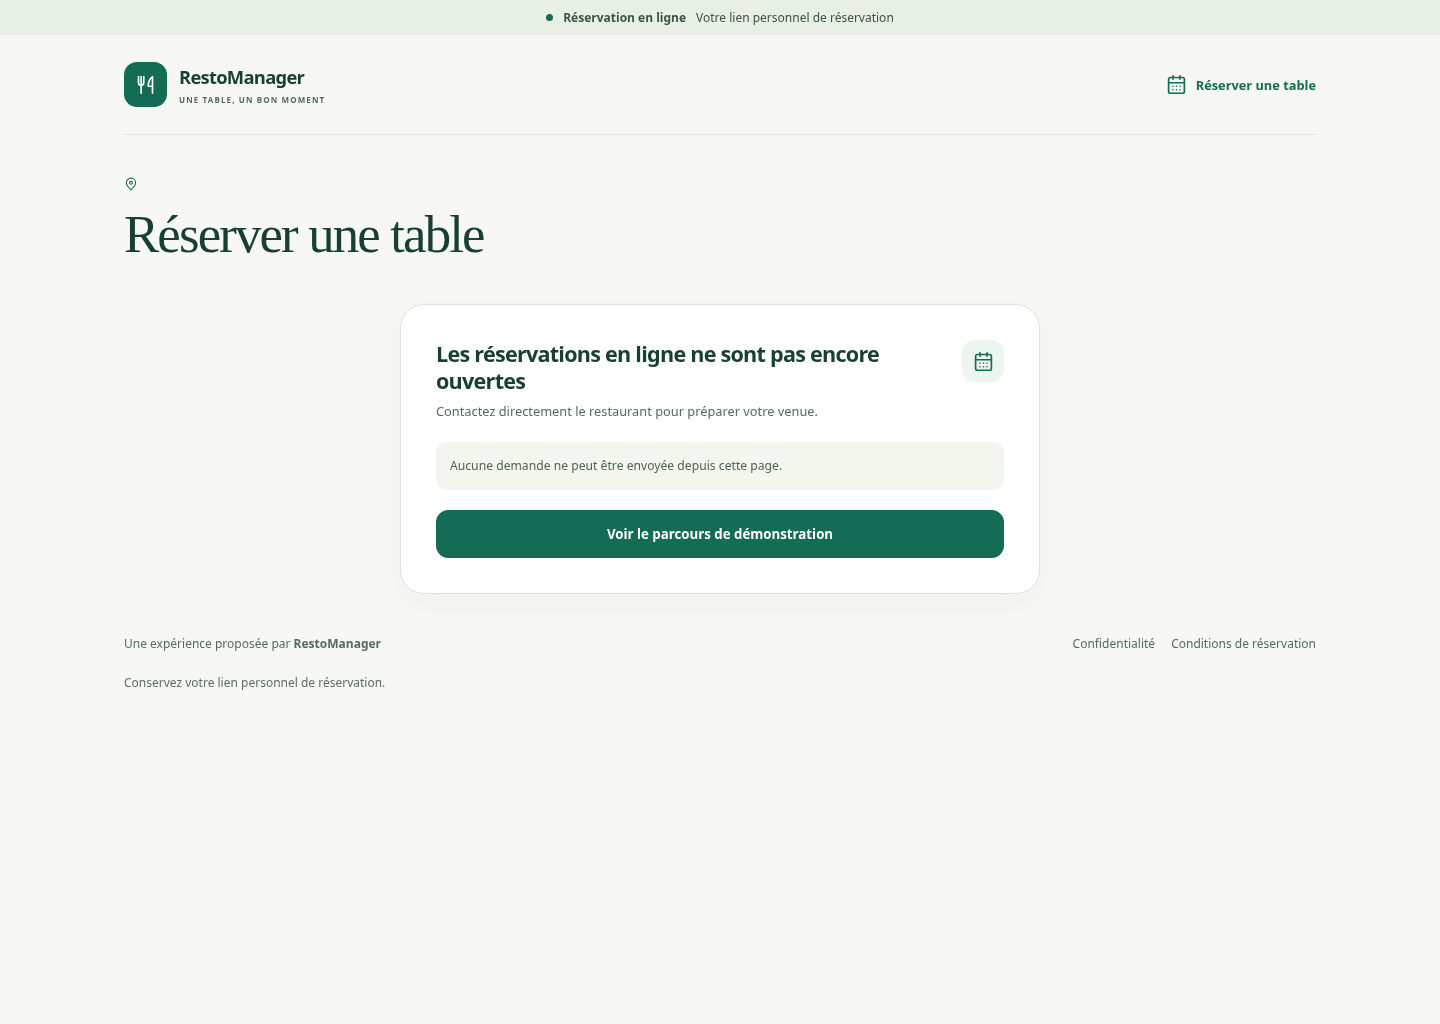 Réservation en ligne Votre lien personnel de réservation
RestoManager
UNE TABLE, UN BON MOMENT
Réserver une table
Réserver une table
Les réservations en ligne ne sont pas encore
ouvertes
Contactez directement le restaurant pour préparer votre venue.
Aucune demande ne peut être envoyée depuis cette page.
Voir le parcours de démonstration
Une expérience proposée par RestoManager
Confidentialité Conditions de réservation
Conservez votre lien personnel de réservation.